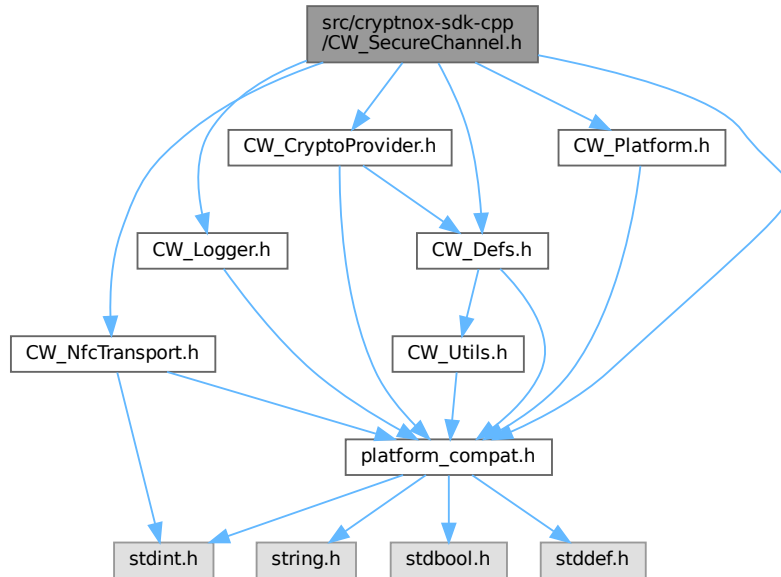 src/cryptnox-sdk-cpp
/CW_SecureChannel.h
CW_CryptoProvider.h
CW_Platform.h
CW_Logger.h
CW_Defs.h
CW_NfcTransport.h
CW_Utils.h
platform_compat.h
stdint.h
string.h
stdbool.h
stddef.h